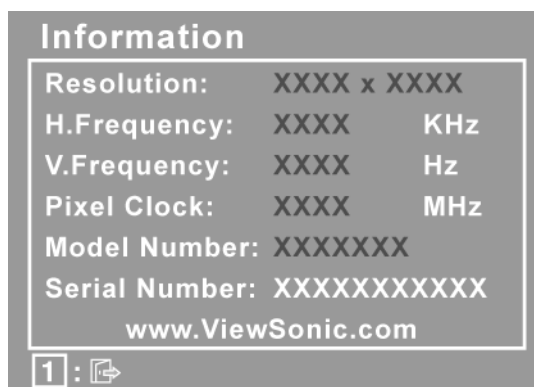 Information
Resolution: XXXX x XXXX
H.Frequency: XXXX KHz
V.Frequency: XXXX Hz
Pixel Clock: XXXX MHz
Model Number: XXXXXXX
Serial Number: XXXXXXXXXXX
www.ViewSonic.com
1 :